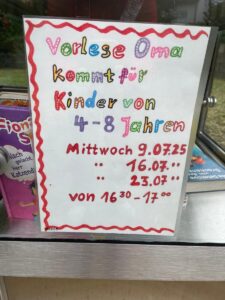 Vorlese Oma
kommt für
Kinder von
4-8 Jahren
Mittwoch 9.07.25
" 16.07."
" 23.07."
von 16³⁰-17⁰⁰